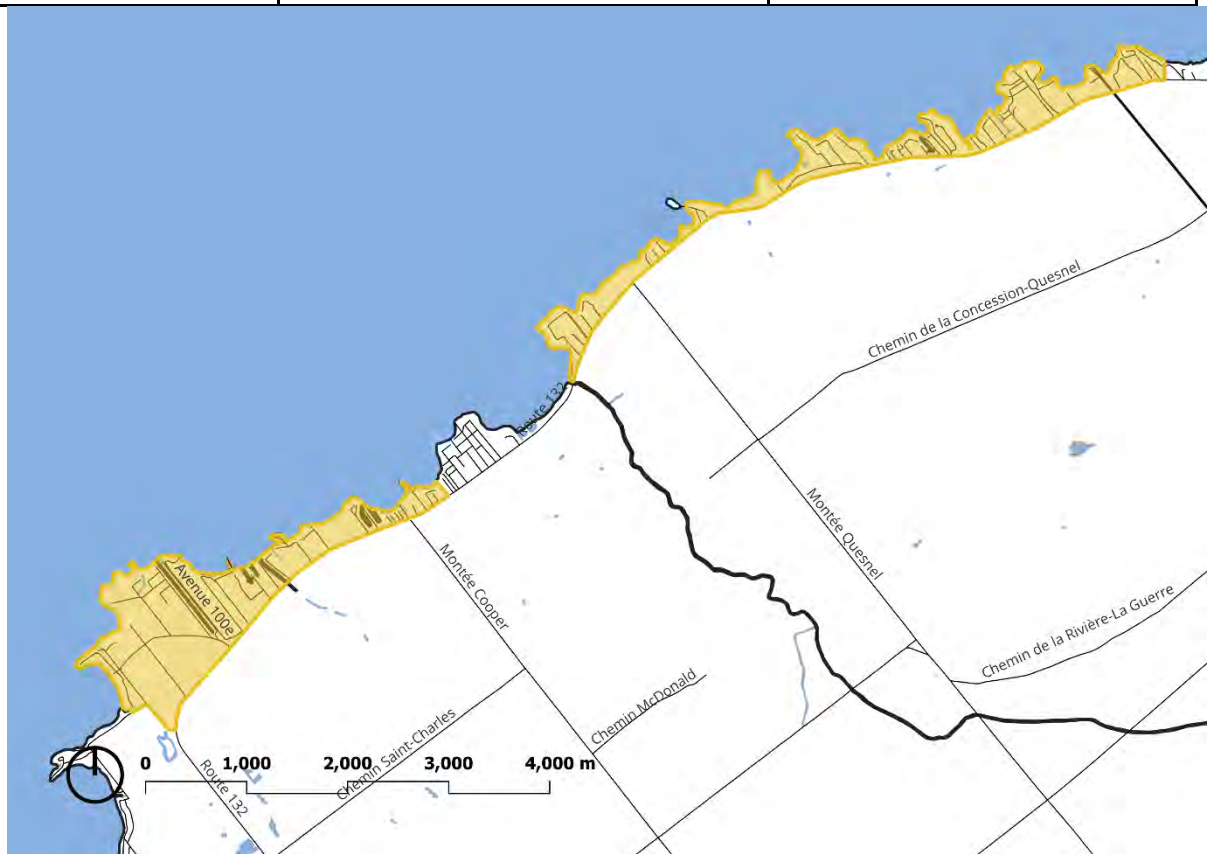 Chemin de la Concession-Quesnel
Route 132
Montée Quesnel
Montée Cooper
Avenue 100e
Chemin de la Rivière-La Guerre
Chemin McDonald
Chemin Saint-Charles
Route 132
0 1,000 2,000 3,000 4,000 m